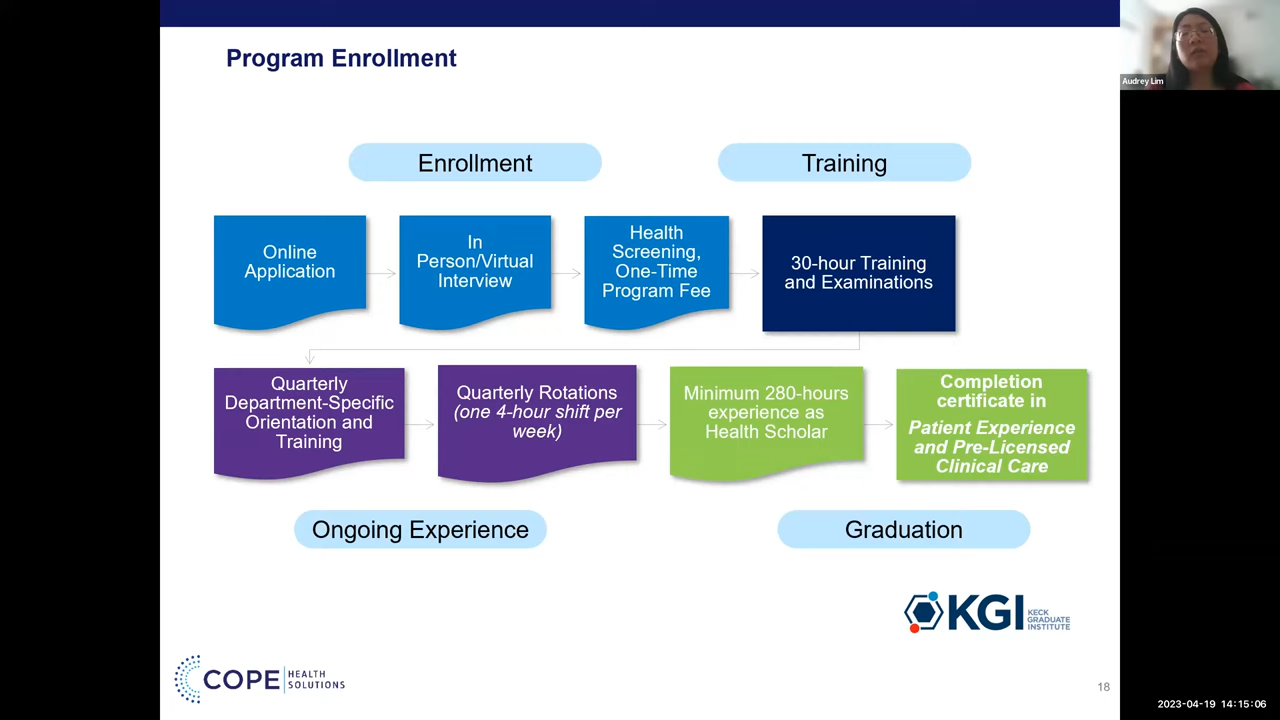 Program Enrollment
Audrey Lim
Enrollment
Training
Online
Application
In
Person/Virtual
Interview
Health
Screening,
One-Time
Program Fee
30-hour Training
and Examinations
Quarterly
Department-Specific
Orientation and
Training
Quarterly Rotations
(one 4-hour shift per
week)
Minimum 280-hours
experience as
Health Scholar
Completion
certificate in
Patient Experience
and Pre-Licensed
Clinical Care
Ongoing Experience
Graduation
KGI
KECK
GRADUATE
INSTITUTE
COPE
HEALTH
SOLUTIONS
18
2023-04-19 14:15:06